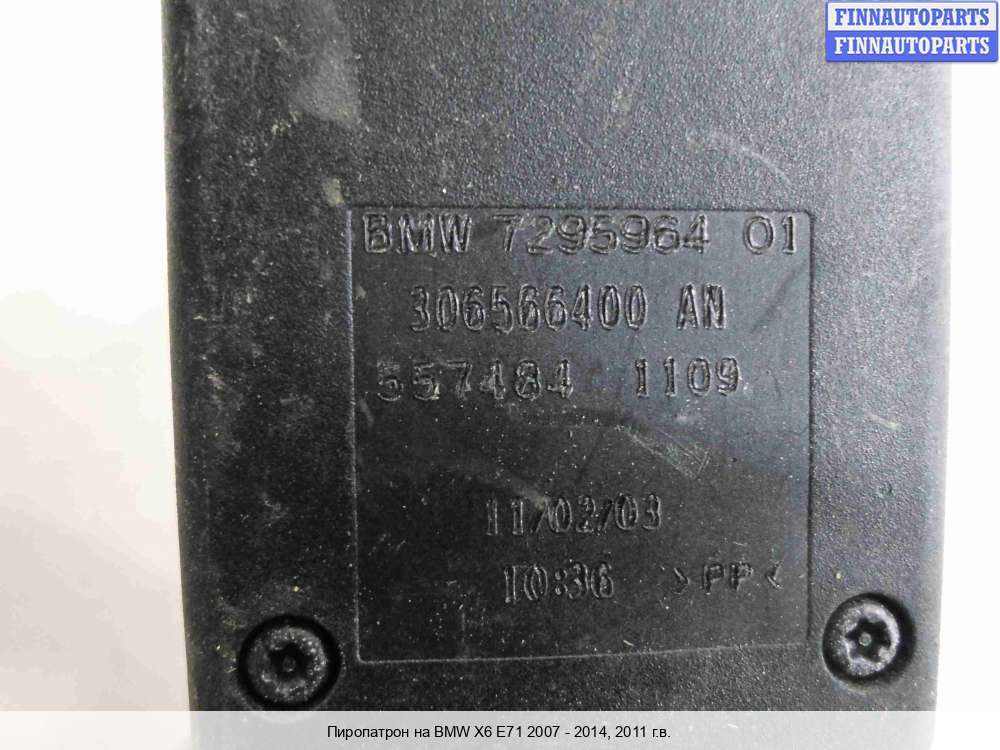 FINNAUTOPARTS
FINNAUTOPARTS
BMW 7295964 01
306566400 AN
557484 1109
11/02/03
10:36 >PP<
Пиропатрон на BMW X6 E71 2007 - 2014, 2011 г.в.